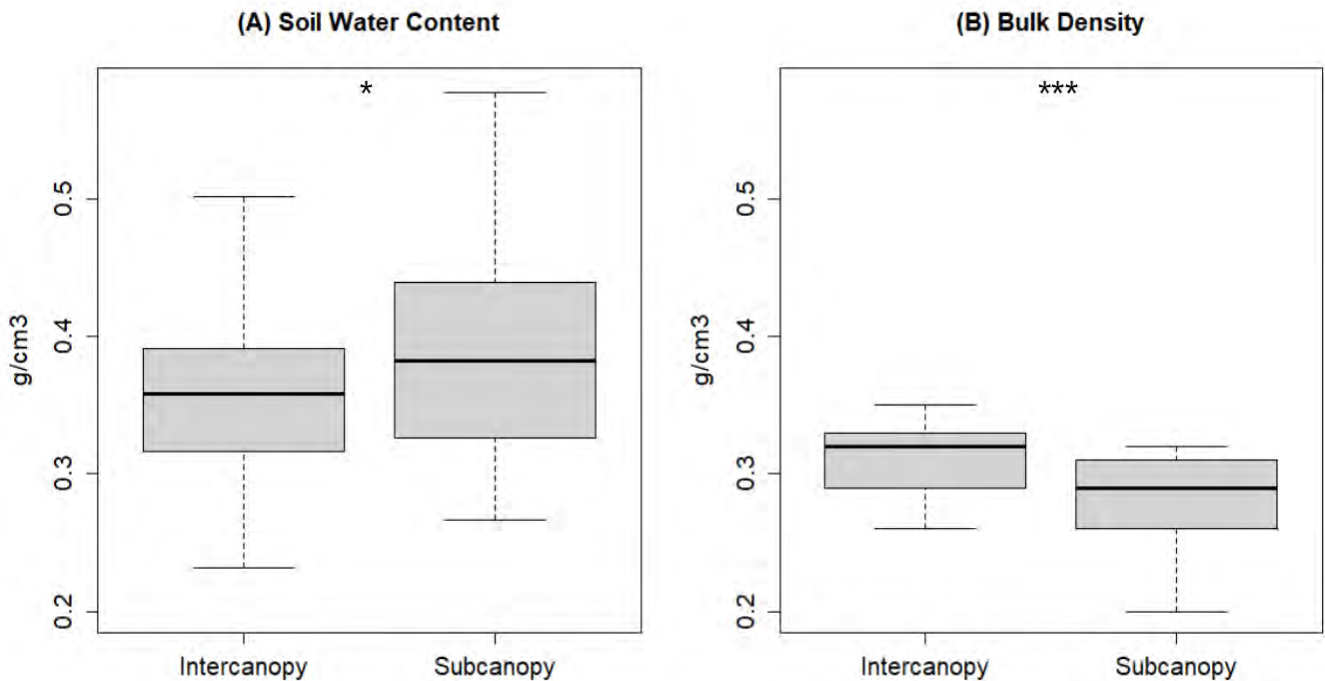 (A) Soil Water Content
*
g/cm3
0.5
0.4
0.3
0.2
Intercanopy
Subcanopy
(B) Bulk Density
***
g/cm3
0.5
0.4
0.3
0.2
Intercanopy
Subcanopy